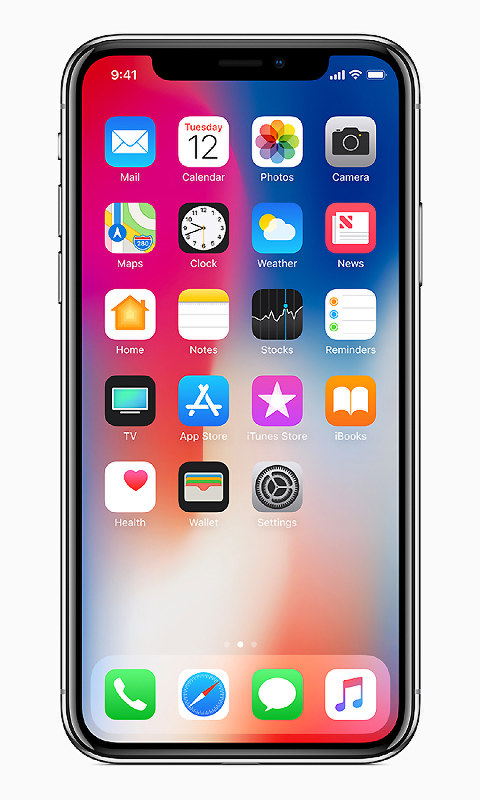 9:41
Tuesday
12
Mail
Calendar
Photos
Camera
280
Maps
Clock
Weather
News
Home
Notes
Stocks
Reminders
TV
App Store
iTunes Store
iBooks
Health
Wallet
Settings